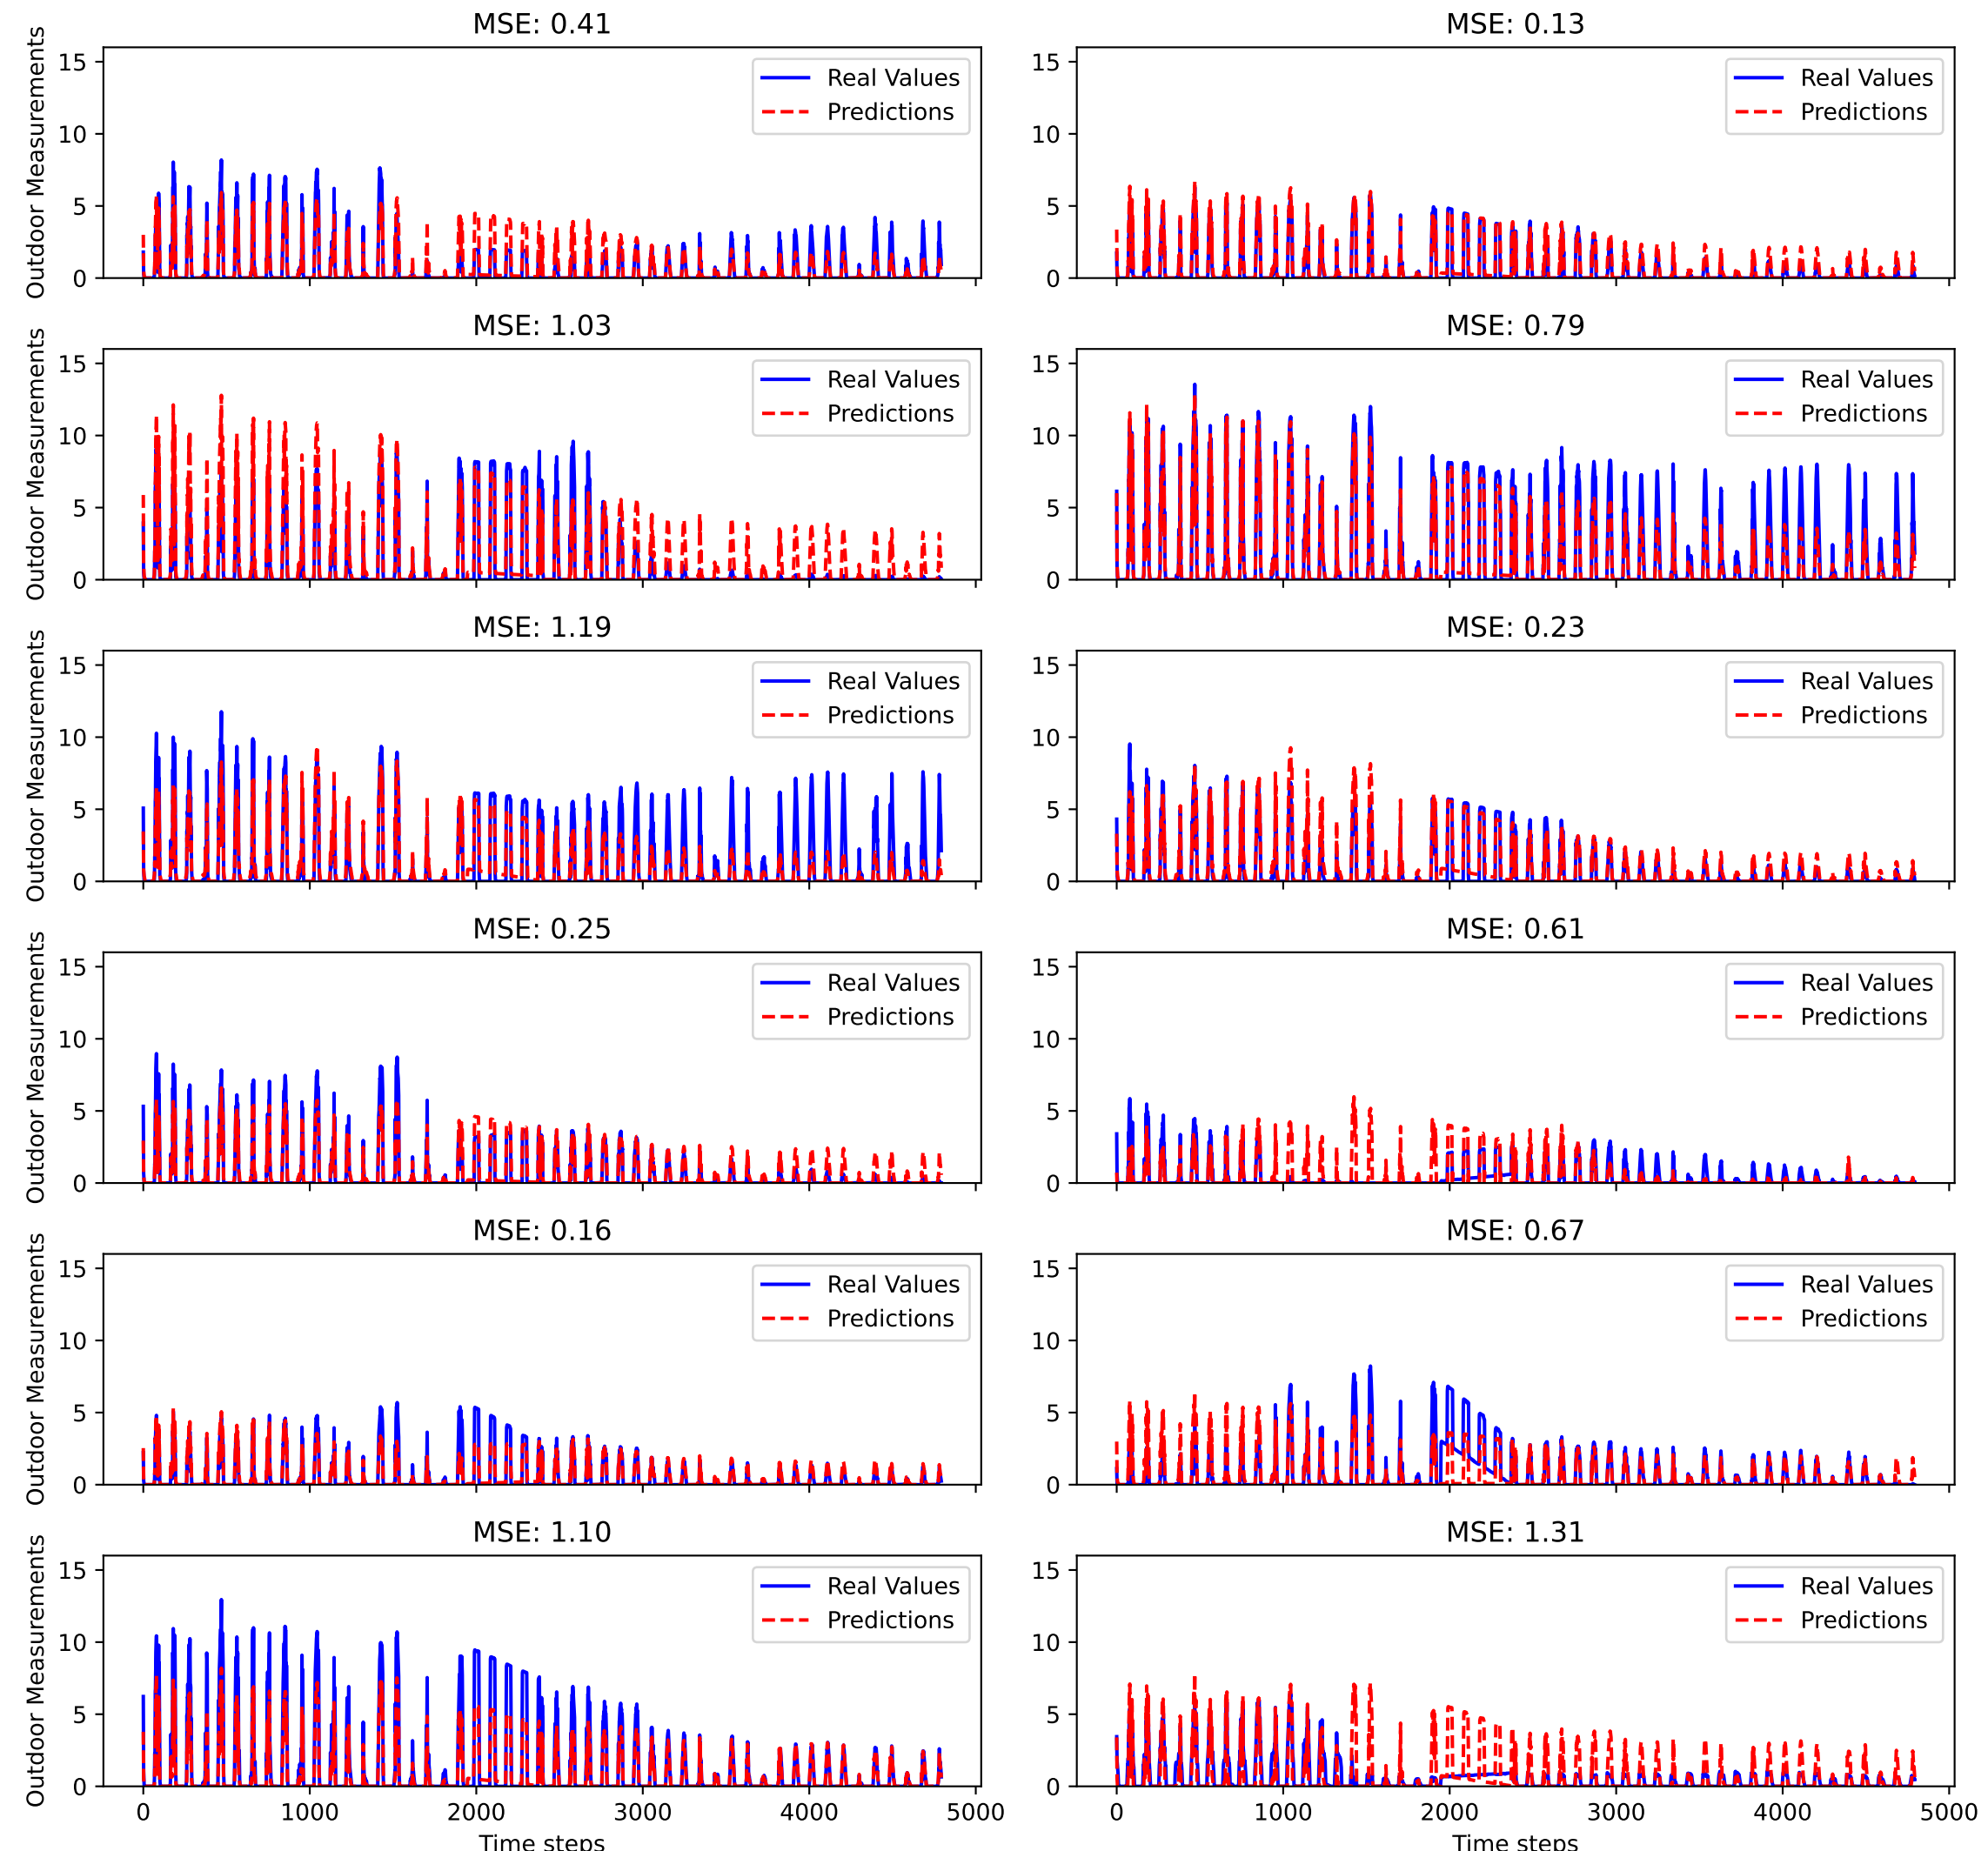 MSE: 0.41
Outdoor Measurements
15
10
5
0
Real Values
Predictions
MSE: 0.13
15
10
5
0
Real Values
Predictions
MSE: 1.03
Outdoor Measurements
15
10
5
0
Real Values
Predictions
MSE: 0.79
15
10
5
0
Real Values
Predictions
MSE: 1.19
Outdoor Measurements
15
10
5
0
Real Values
Predictions
MSE: 0.23
15
10
5
0
Real Values
Predictions
MSE: 0.25
Outdoor Measurements
15
10
5
0
Real Values
Predictions
MSE: 0.61
15
10
5
0
Real Values
Predictions
MSE: 0.16
Outdoor Measurements
15
10
5
0
Real Values
Predictions
MSE: 0.67
15
10
5
0
Real Values
Predictions
MSE: 1.10
Outdoor Measurements
15
10
5
0
Real Values
Predictions
0 1000 2000 3000 4000 5000
Time steps
MSE: 1.31
15
10
5
0
Real Values
Predictions
0 1000 2000 3000 4000 5000
Time steps